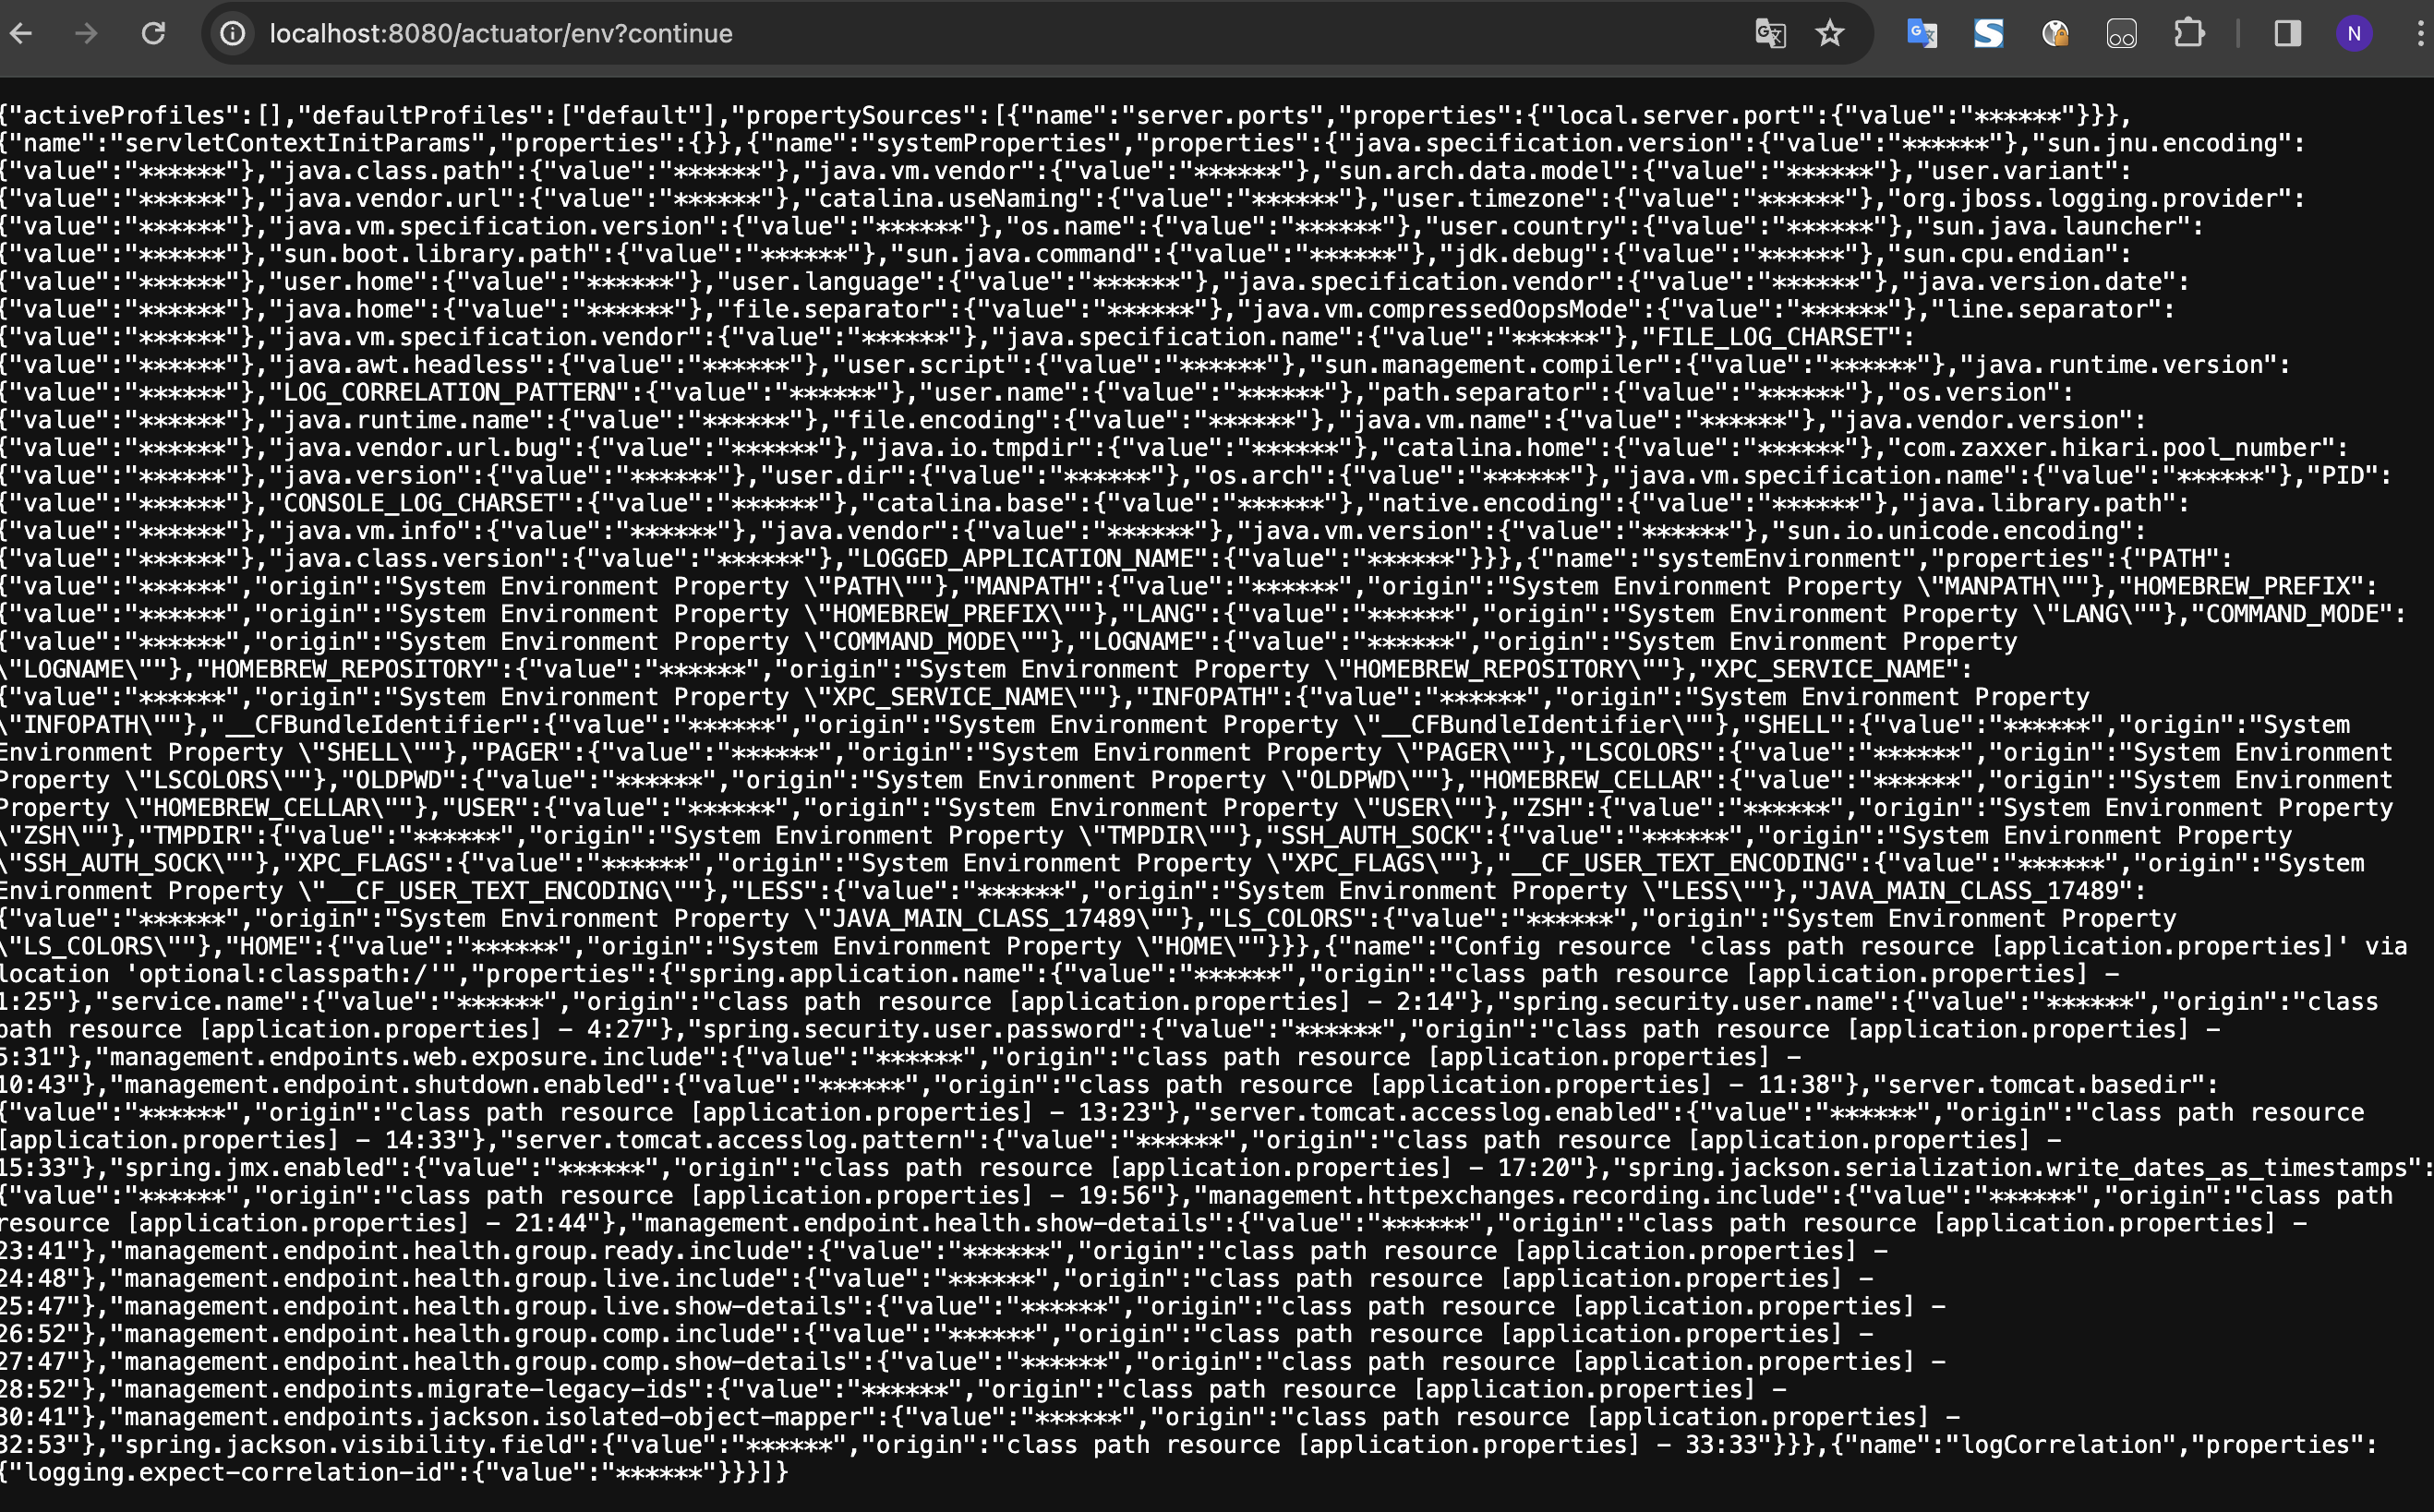 localhost:8080/actuator/env?continue
N
{"activeProfiles":[],"defaultProfiles":["default"],"propertySources":[{"name":"server.ports","properties":{"local.server.port":{"value":"******"}}},
{"name":"servletContextInitParams","properties":{}},{"name":"systemProperties","properties":{"java.specification.version":{"value":"******"},"sun.jnu.encoding":
{"value":"******"},"java.class.path":{"value":"******"},"java.vm.vendor":{"value":"******"},"sun.arch.data.model":{"value":"******"},"user.variant":
{"value":"******"},"java.vendor.url":{"value":"******"},"catalina.useNaming":{"value":"******"},"user.timezone":{"value":"******"},"org.jboss.logging.provider":
{"value":"******"},"java.vm.specification.version":{"value":"******"},"os.name":{"value":"******"},"user.country":{"value":"******"},"sun.java.launcher":
{"value":"******"},"sun.boot.library.path":{"value":"******"},"sun.java.command":{"value":"******"},"jdk.debug":{"value":"******"},"sun.cpu.endian":
{"value":"******"},"user.home":{"value":"******"},"user.language":{"value":"******"},"java.specification.vendor":{"value":"******"},"java.version.date":
{"value":"******"},"java.home":{"value":"******"},"file.separator":{"value":"******"},"java.vm.compressedOopsMode":{"value":"******"},"line.separator":
{"value":"******"},"java.vm.specification.vendor":{"value":"******"},"java.specification.name":{"value":"******"},"FILE_LOG_CHARSET":
{"value":"******"},"java.awt.headless":{"value":"******"},"user.script":{"value":"******"},"sun.management.compiler":{"value":"******"},"java.runtime.version":
{"value":"******"},"LOG_CORRELATION_PATTERN":{"value":"******"},"user.name":{"value":"******"},"path.separator":{"value":"******"},"os.version":
{"value":"******"},"java.runtime.name":{"value":"******"},"file.encoding":{"value":"******"},"java.vm.name":{"value":"******"},"java.vendor.version":
{"value":"******"},"java.vendor.url.bug":{"value":"******"},"java.io.tmpdir":{"value":"******"},"catalina.home":{"value":"******"},"com.zaxxer.hikari.pool_number":
{"value":"******"},"java.version":{"value":"******"},"user.dir":{"value":"******"},"os.arch":{"value":"******"},"java.vm.specification.name":{"value":"******"},"PID":
{"value":"******"},"CONSOLE_LOG_CHARSET":{"value":"******"},"catalina.base":{"value":"******"},"native.encoding":{"value":"******"},"java.library.path":
{"value":"******"},"java.vm.info":{"value":"******"},"java.vendor":{"value":"******"},"java.vm.version":{"value":"******"},"sun.io.unicode.encoding":
{"value":"******"},"java.class.version":{"value":"******"},"LOGGED_APPLICATION_NAME":{"value":"******"}}},{"name":"systemEnvironment","properties":{"PATH":
{"value":"******","origin":"System Environment Property \"PATH\""},"MANPATH":{"value":"******","origin":"System Environment Property \"MANPATH\""},"HOMEBREW_PREFIX":
{"value":"******","origin":"System Environment Property \"HOMEBREW_PREFIX\""},"LANG":{"value":"******","origin":"System Environment Property \"LANG\""},"COMMAND_MODE":
{"value":"******","origin":"System Environment Property \"COMMAND_MODE\""},"LOGNAME":{"value":"******","origin":"System Environment Property
\"LOGNAME\""},"HOMEBREW_REPOSITORY":{"value":"******","origin":"System Environment Property \"HOMEBREW_REPOSITORY\""},"XPC_SERVICE_NAME":
{"value":"******","origin":"System Environment Property \"XPC_SERVICE_NAME\""},"INFOPATH":{"value":"******","origin":"System Environment Property
\"INFOPATH\""},"__CFBundleIdentifier":{"value":"******","origin":"System Environment Property \"__CFBundleIdentifier\""},"SHELL":{"value":"******","origin":"System
Environment Property \"SHELL\""},"PAGER":{"value":"******","origin":"System Environment Property \"PAGER\""},"LSCOLORS":{"value":"******","origin":"System Environment
Property \"LSCOLORS\""},"OLDPWD":{"value":"******","origin":"System Environment Property \"OLDPWD\""},"HOMEBREW_CELLAR":{"value":"******","origin":"System Environment
Property \"HOMEBREW_CELLAR\""},"USER":{"value":"******","origin":"System Environment Property \"USER\""},"ZSH":{"value":"******","origin":"System Environment Property
\"ZSH\""},"TMPDIR":{"value":"******","origin":"System Environment Property \"TMPDIR\""},"SSH_AUTH_SOCK":{"value":"******","origin":"System Environment Property
\"SSH_AUTH_SOCK\""},"XPC_FLAGS":{"value":"******","origin":"System Environment Property \"XPC_FLAGS\""},"__CF_USER_TEXT_ENCODING":{"value":"******","origin":"System
Environment Property \"__CF_USER_TEXT_ENCODING\""},"LESS":{"value":"******","origin":"System Environment Property \"LESS\""},"JAVA_MAIN_CLASS_17489":
{"value":"******","origin":"System Environment Property \"JAVA_MAIN_CLASS_17489\""},"LS_COLORS":{"value":"******","origin":"System Environment Property
\"LS_COLORS\""},"HOME":{"value":"******","origin":"System Environment Property \"HOME\""}}},{"name":"Config resource 'class path resource [application.properties]' via
location 'optional:classpath:/'","properties":{"spring.application.name":{"value":"******","origin":"class path resource [application.properties] -
1:25"},"service.name":{"value":"******","origin":"class path resource [application.properties] - 2:14"},"spring.security.user.name":{"value":"******","origin":"class
path resource [application.properties] - 4:27"},"spring.security.user.password":{"value":"******","origin":"class path resource [application.properties] -
5:31"},"management.endpoints.web.exposure.include":{"value":"******","origin":"class path resource [application.properties] -
10:43"},"management.endpoint.shutdown.enabled":{"value":"******","origin":"class path resource [application.properties] - 11:38"},"server.tomcat.basedir":
{"value":"******","origin":"class path resource [application.properties] - 13:23"},"server.tomcat.accesslog.enabled":{"value":"******","origin":"class path resource
[application.properties] - 14:33"},"server.tomcat.accesslog.pattern":{"value":"******","origin":"class path resource [application.properties] -
15:33"},"spring.jmx.enabled":{"value":"******","origin":"class path resource [application.properties] - 17:20"},"spring.jackson.serialization.write_dates_as_timestamps":
{"value":"******","origin":"class path resource [application.properties] - 19:56"},"management.httpexchanges.recording.include":{"value":"******","origin":"class path
resource [application.properties] - 21:44"},"management.endpoint.health.show-details":{"value":"******","origin":"class path resource [application.properties] -
23:41"},"management.endpoint.health.group.ready.include":{"value":"******","origin":"class path resource [application.properties] -
24:48"},"management.endpoint.health.group.live.include":{"value":"******","origin":"class path resource [application.properties] -
25:47"},"management.endpoint.health.group.live.show-details":{"value":"******","origin":"class path resource [application.properties] -
26:52"},"management.endpoint.health.group.comp.include":{"value":"******","origin":"class path resource [application.properties] -
27:47"},"management.endpoint.health.group.comp.show-details":{"value":"******","origin":"class path resource [application.properties] -
28:52"},"management.endpoints.migrate-legacy-ids":{"value":"******","origin":"class path resource [application.properties] -
30:41"},"management.endpoints.jackson.isolated-object-mapper":{"value":"******","origin":"class path resource [application.properties] -
32:53"},"spring.jackson.visibility.field":{"value":"******","origin":"class path resource [application.properties] - 33:33"}}},{"name":"logCorrelation","properties":
{"logging.expect-correlation-id":{"value":"******"}}}]}